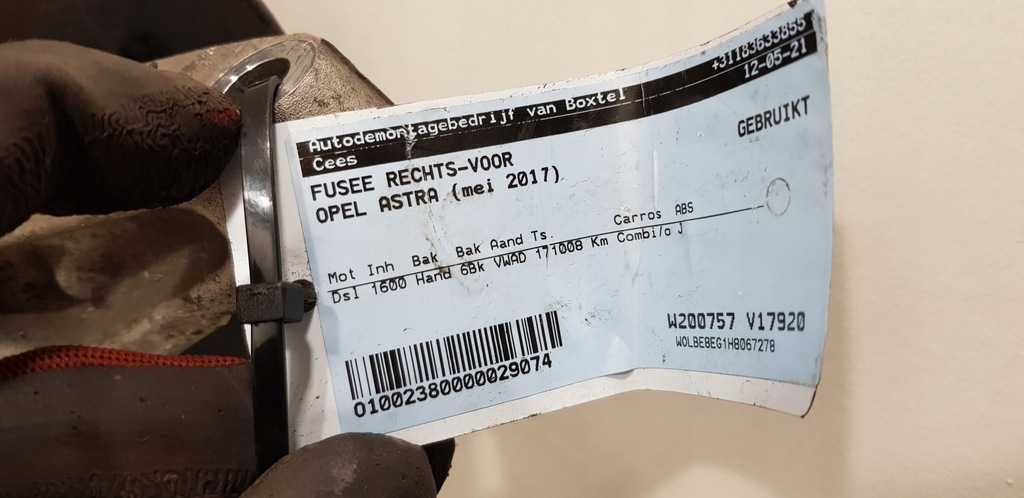 +31183633855
Autodemontagebedrijf van Boxtel 12-05-21
Cees
FUSEE RECHTS-VOOR GEBRUIKT
OPEL ASTRA (mei 2017)
Mot Inh Bak Bak Aand Ts Carros ABS
Dsl 1600 Hand 6Bk VWAD 171008 Km Combi/o J
W200757 V17920
W0LBE8EG1H8067278
01002380000029074